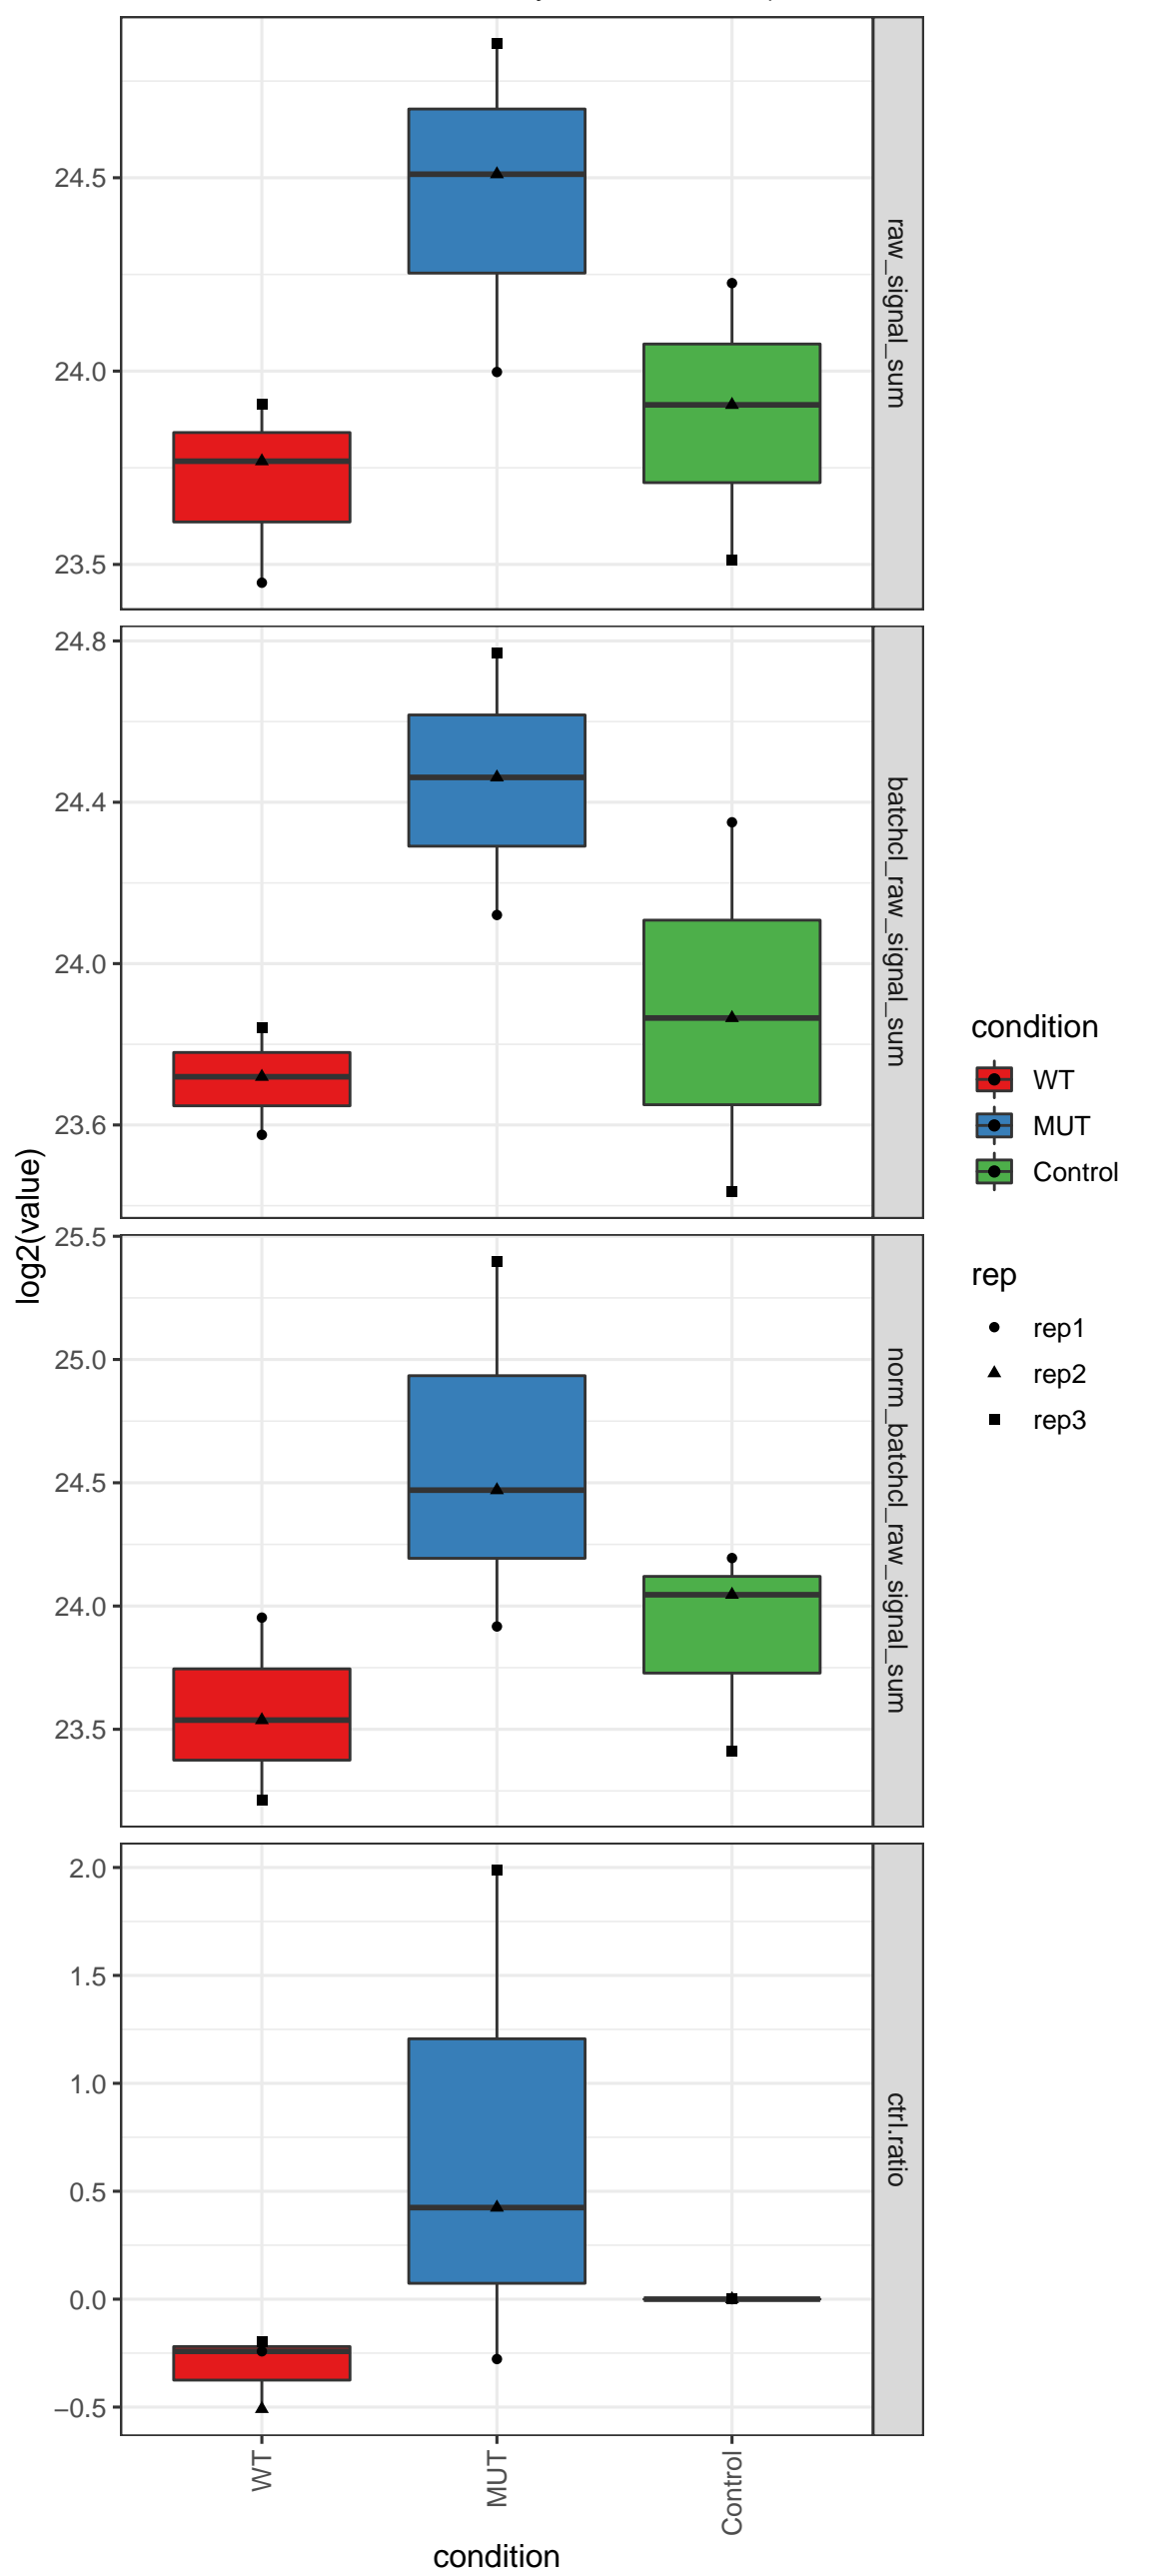 24.5
24.0
23.5
raw_signal_sum
24.8
24.4
24.0
23.6
batchcl_raw_signal_sum
25.5
25.0
24.5
24.0
23.5
norm_batchcl_raw_signal_sum
2.0
1.5
1.0
0.5
0.0
−0.5
ctrl.ratio
log2(value)
WT
MUT
Control
condition
condition
WT
MUT
Control
rep
rep1
rep2
rep3